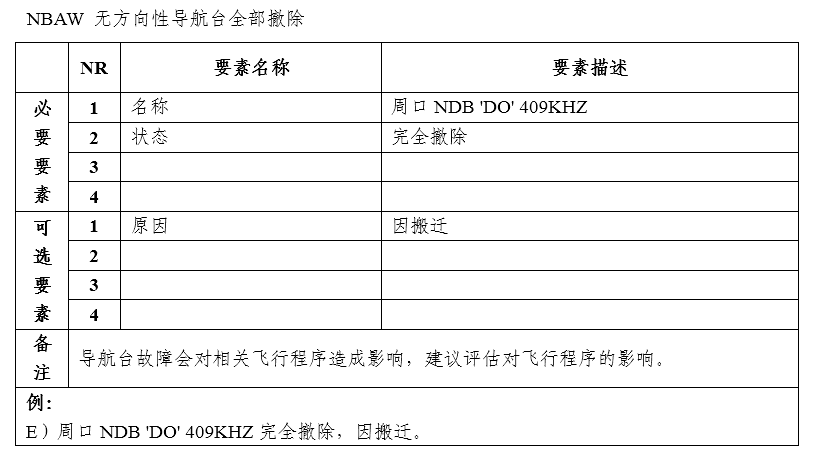 NBAW 无方向性导航台全部撤除
NR 要素名称 要素描述
必要要素
1 名称 周口 NDB 'DO' 409KHZ
2 状态 完全撤除
3
4
可选要素
1 原因 因搬迁
2
3
4
备注 导航台故障会对相关飞行程序造成影响，建议评估对飞行程序的影响。
例：
E）周口 NDB 'DO' 409KHZ 完全撤除，因搬迁。